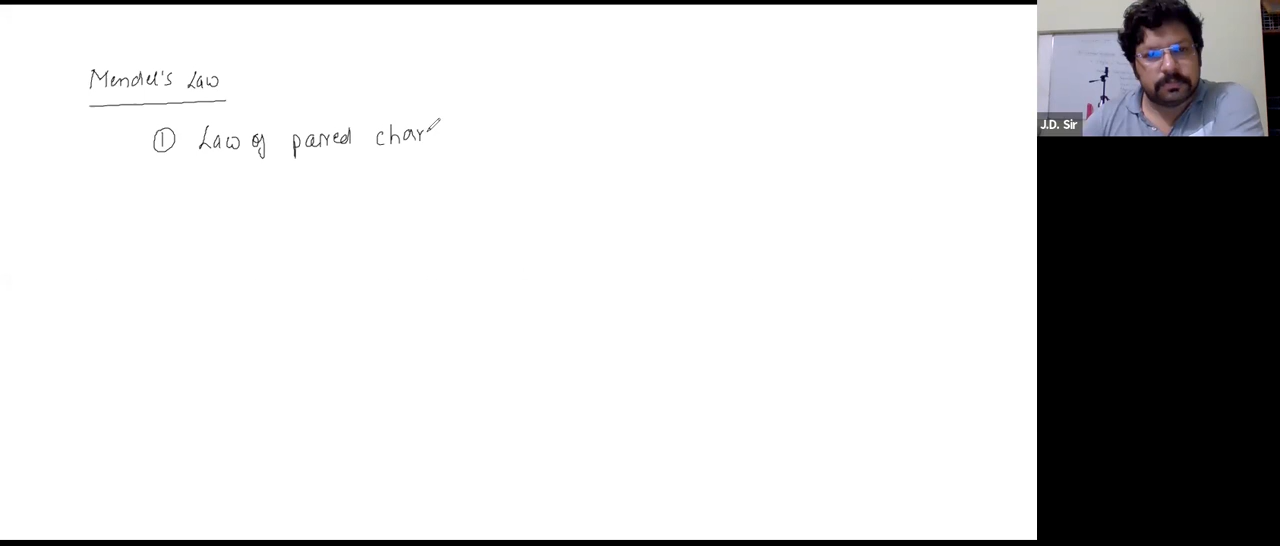 Mendel's Law
① Law of paired char
J.D. Sir